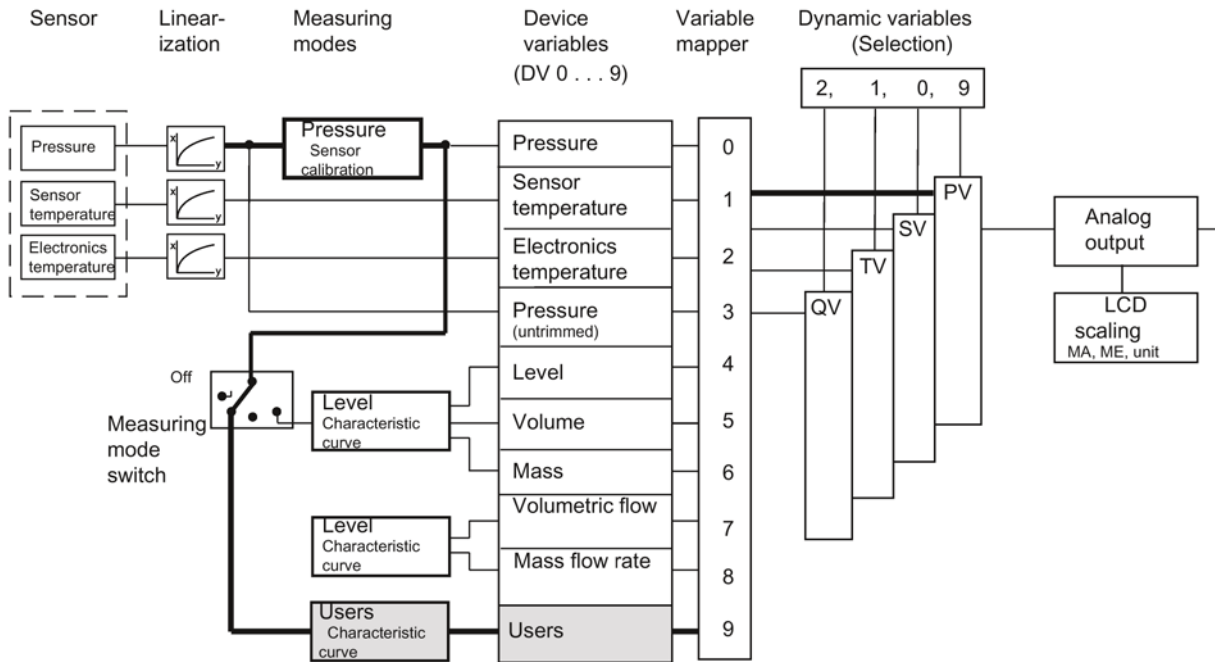 Sensor
Linear-
ization
Measuring
modes
Device
variables
(DV 0 . . . 9)
Variable
mapper
Dynamic variables
(Selection)
2, 1, 0, 9
Pressure
x
y
Pressure
Sensor
calibration
Pressure
0
Sensor
temperature
x
y
Sensor
temperature
1
PV
SV
Analog
output
Electronics
temperature
x
y
Electronics
temperature
2
TV
Pressure
(untrimmed)
3
QV
LCD
scaling
MA, ME, unit
Off
Measuring
mode
switch
Level
Characteristic
curve
Level
4
Volume
5
Mass
6
Level
Characteristic
curve
Volumetric flow
7
Mass flow rate
8
Users
Characteristic
curve
Users
9